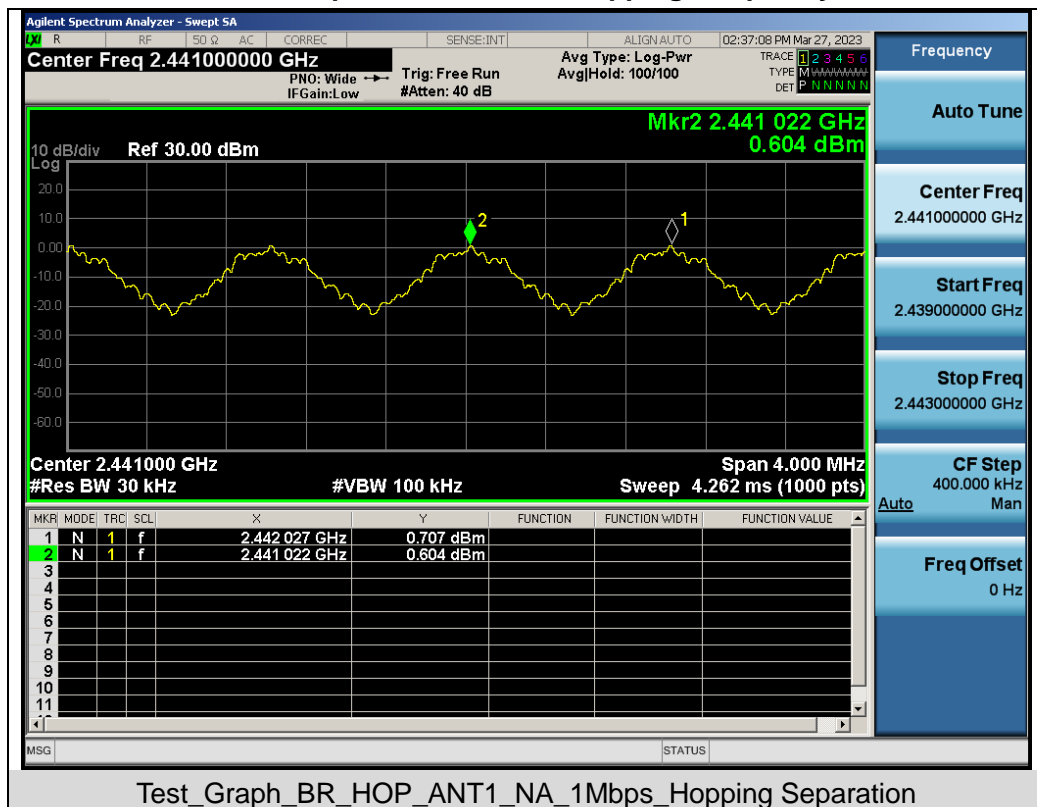 Agilent Spectrum Analyzer - Swept SA
LXI R RF 50 Ω AC CORREC SENSE:INT ALIGN AUTO 02:37:08 PM Mar 27, 2023
Center Freq 2.441000000 GHz
PNO: Wide
IFGain:Low
Trig: Free Run
#Atten: 40 dB
Avg Type: Log-Pwr
Avg|Hold: 100/100
TRACE 1 2 3 4 5 6
TYPE M
DET P N N N N N
Mkr2 2.441 022 GHz
0.604 dBm
10 dB/div Ref 30.00 dBm
Log
20.0
10.0
0.00
-10.0
-20.0
-30.0
-40.0
-50.0
-60.0
2
1
Center 2.441000 GHz Span 4.000 MHz
#Res BW 30 kHz #VBW 100 kHz Sweep 4.262 ms (1000 pts)
MKR MODE TRC SCL X Y FUNCTION FUNCTION WIDTH FUNCTION VALUE
1 N 1 f 2.442 027 GHz 0.707 dBm
2 N 1 f 2.441 022 GHz 0.604 dBm
3
4
5
6
7
8
9
10
11
MSG STATUS
Frequency
Auto Tune
Center Freq
2.441000000 GHz
Start Freq
2.439000000 GHz
Stop Freq
2.443000000 GHz
CF Step
400.000 kHz
Auto Man
Freq Offset
0 Hz
Test_Graph_BR_HOP_ANT1_NA_1Mbps_Hopping Separation